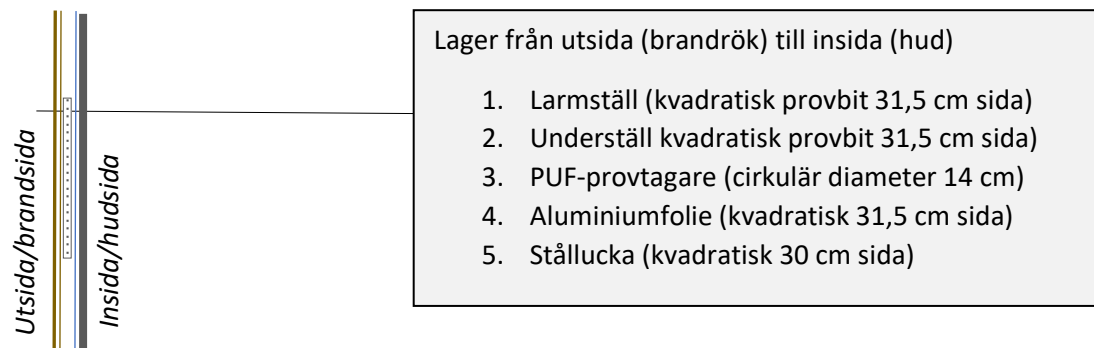 Utsida/brandsida
Insida/hudsida
Lager från utsida (brandrök) till insida (hud)
1. Larmställ (kvadratisk provbit 31,5 cm sida)
2. Underställ kvadratisk provbit 31,5 cm sida)
3. PUF-provtagare (cirkulär diameter 14 cm)
4. Aluminiumfolie (kvadratisk 31,5 cm sida)
5. Stållucka (kvadratisk 30 cm sida)